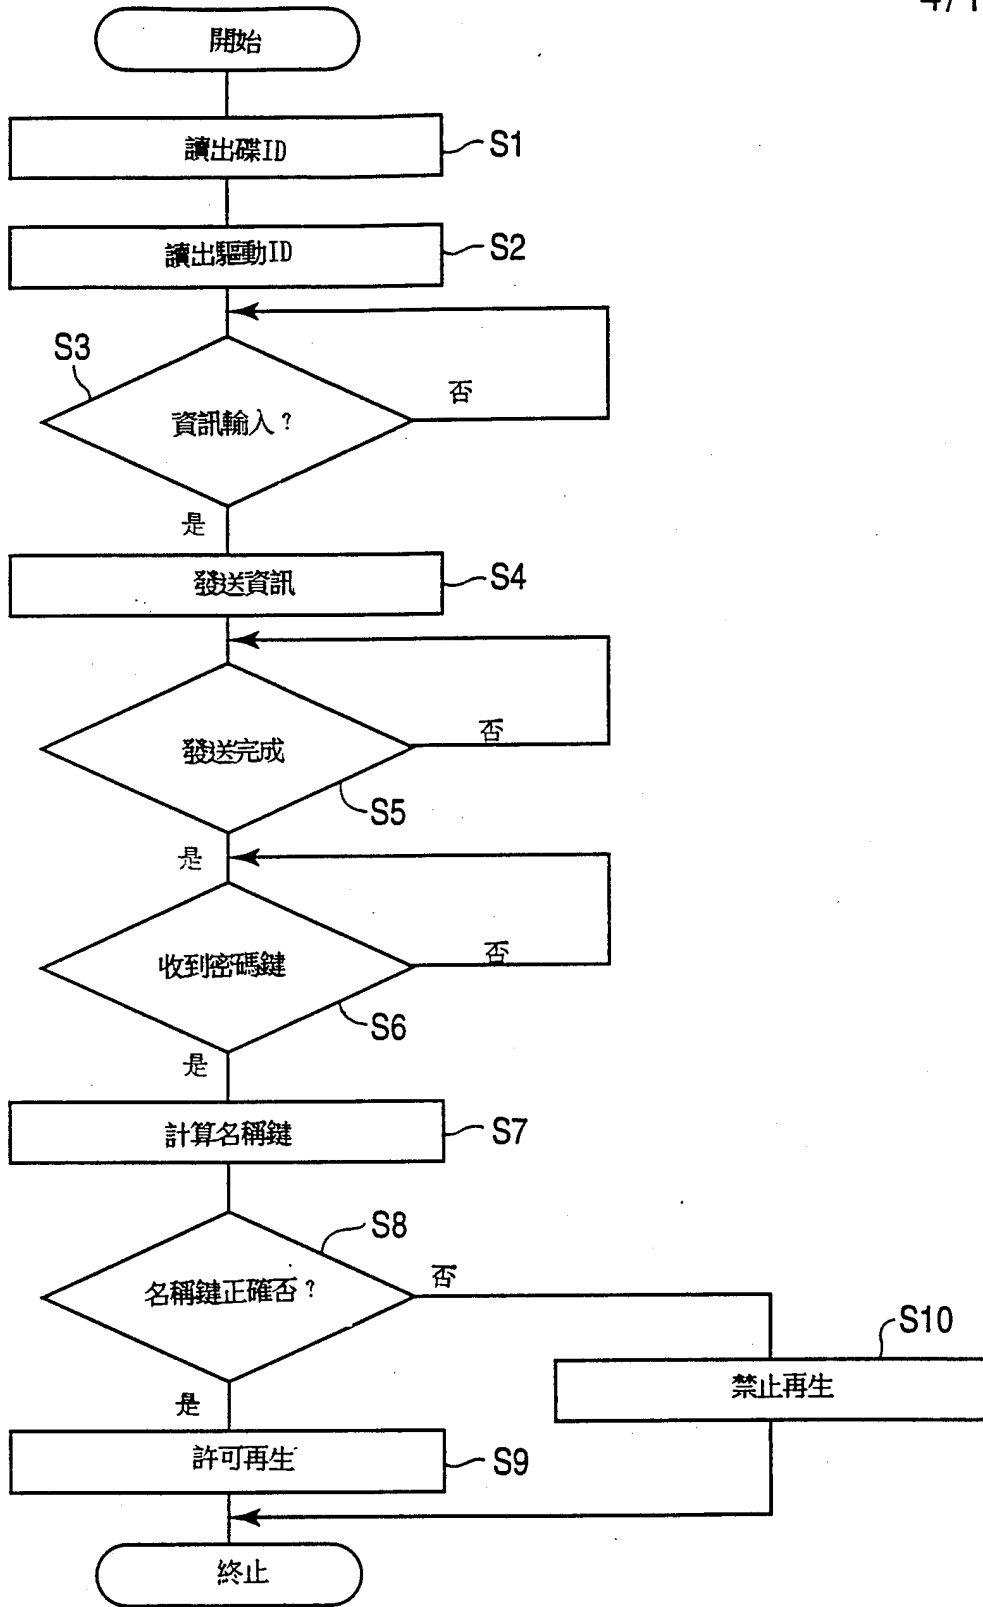 開始
讀出碟ID
S1
讀出驅動ID
S2
S3
資訊輸入？
否
是
發送資訊
S4
發送完成
否
S5
是
收到密碼鍵
否
S6
是
計算名稱鍵
S7
S8
名稱鍵正確否？
否
S10
禁止再生
是
許可再生
S9
終止